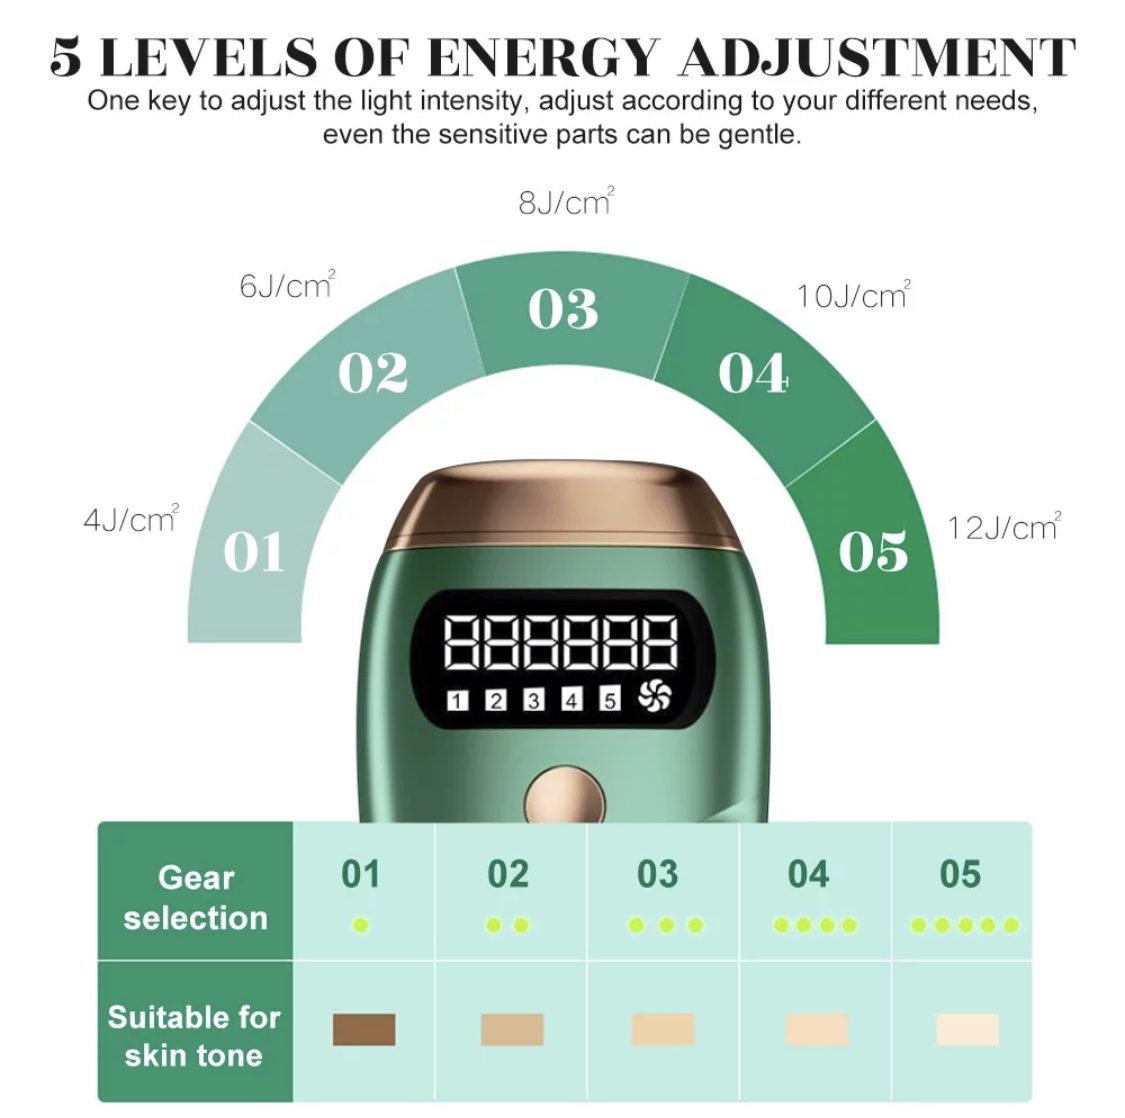 5 LEVELS OF ENERGY ADJUSTMENT
One key to adjust the light intensity, adjust according to your different needs,
even the sensitive parts can be gentle.
8J/cm²
6J/cm²
10J/cm²
03
02
04
4J/cm²
12J/cm²
01
05
888888
1 2 3 4 5
Gear
selection
01 02 03 04 05
Suitable for
skin tone